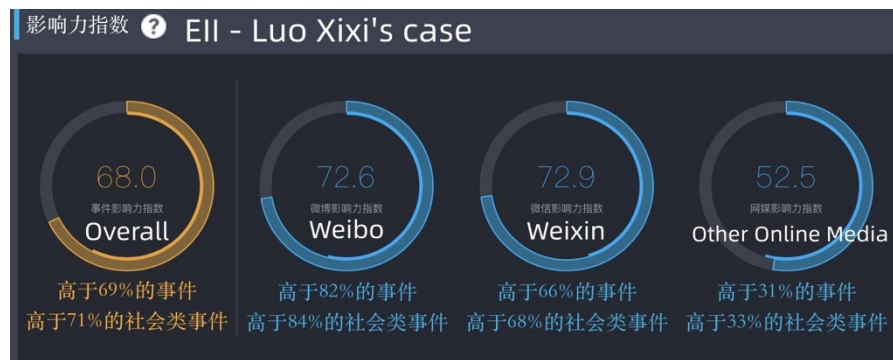 影响力指数 ? EII - Luo Xixi's case
68.0
事件影响力指数
Overall
高于69%的事件
高于71%的社会类事件
72.6
微博影响力指数
Weibo
高于82%的事件
高于84%的社会类事件
72.9
微信影响力指数
Weixin
高于66%的事件
高于68%的社会类事件
52.5
网媒影响力指数
Other Online Media
高于31%的事件
高于33%的社会类事件